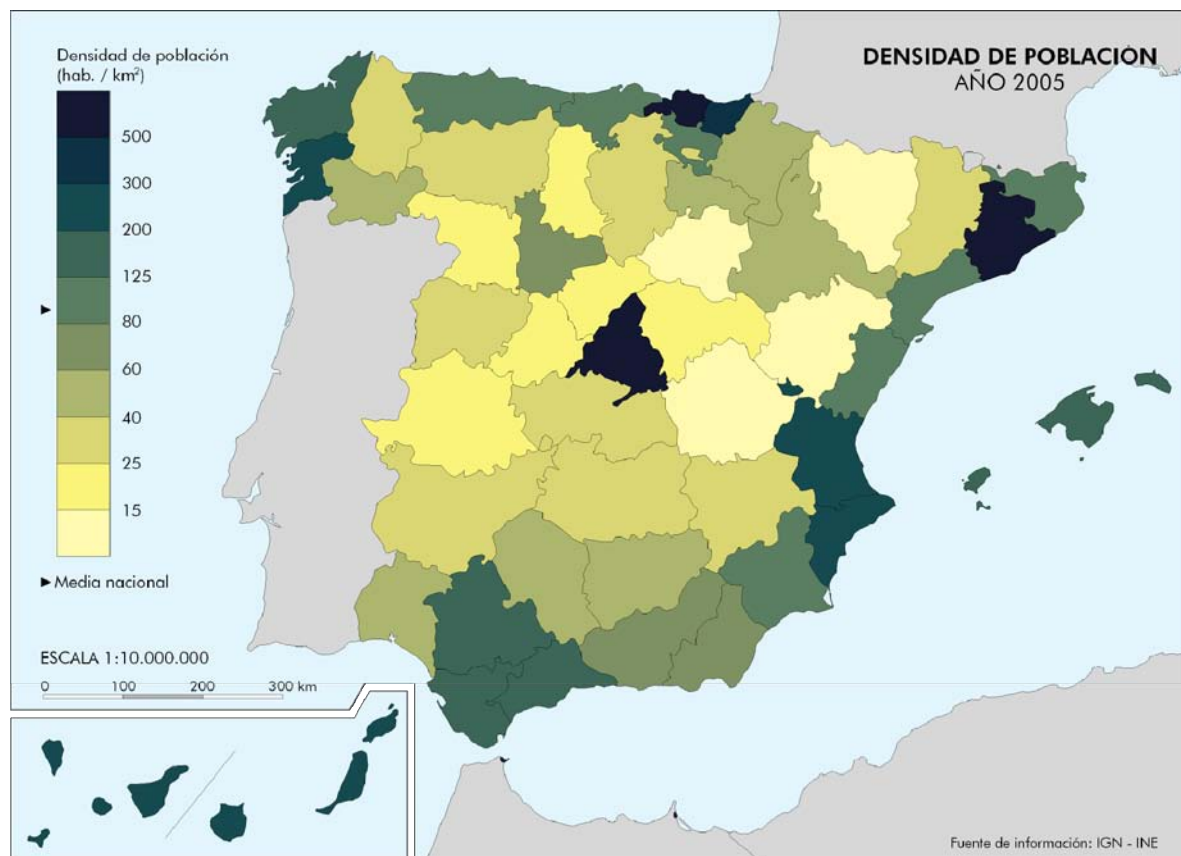 Densidad de población
(hab. / km²)
500
300
200
125
80
60
40
25
15
► Media nacional
ESCALA 1:10.000.000
0 100 200 300 km
DENSIDAD DE POBLACIÓN
AÑO 2005
Fuente de información: IGN - INE